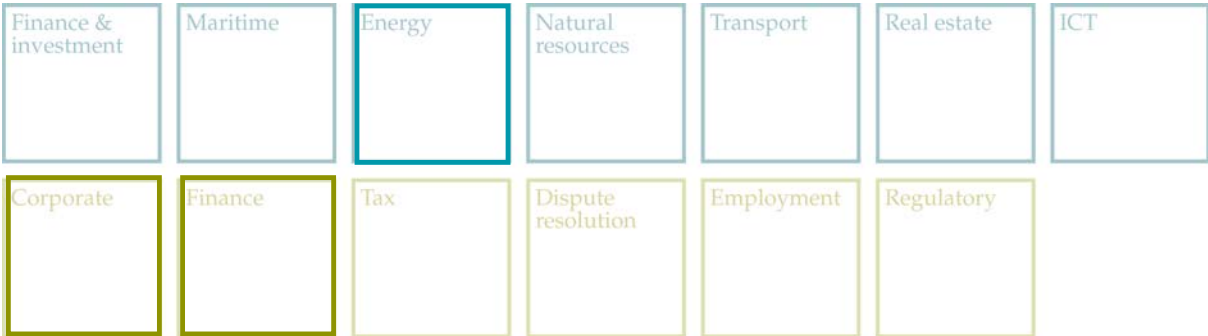 Finance &
investment
Maritime
Energy
Natural
resources
Transport
Real estate
ICT
Corporate
Finance
Tax
Dispute
resolution
Employment
Regulatory